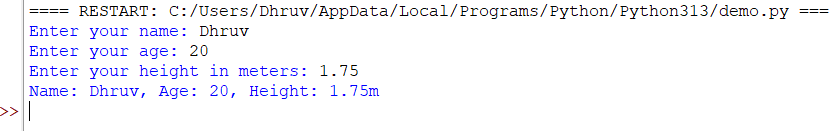 ==== RESTART: C:/Users/Dhruv/AppData/Local/Programs/Python/Python313/demo.py ===
Enter your name: Dhruv
Enter your age: 20
Enter your height in meters: 1.75
Name: Dhruv, Age: 20, Height: 1.75m
>>